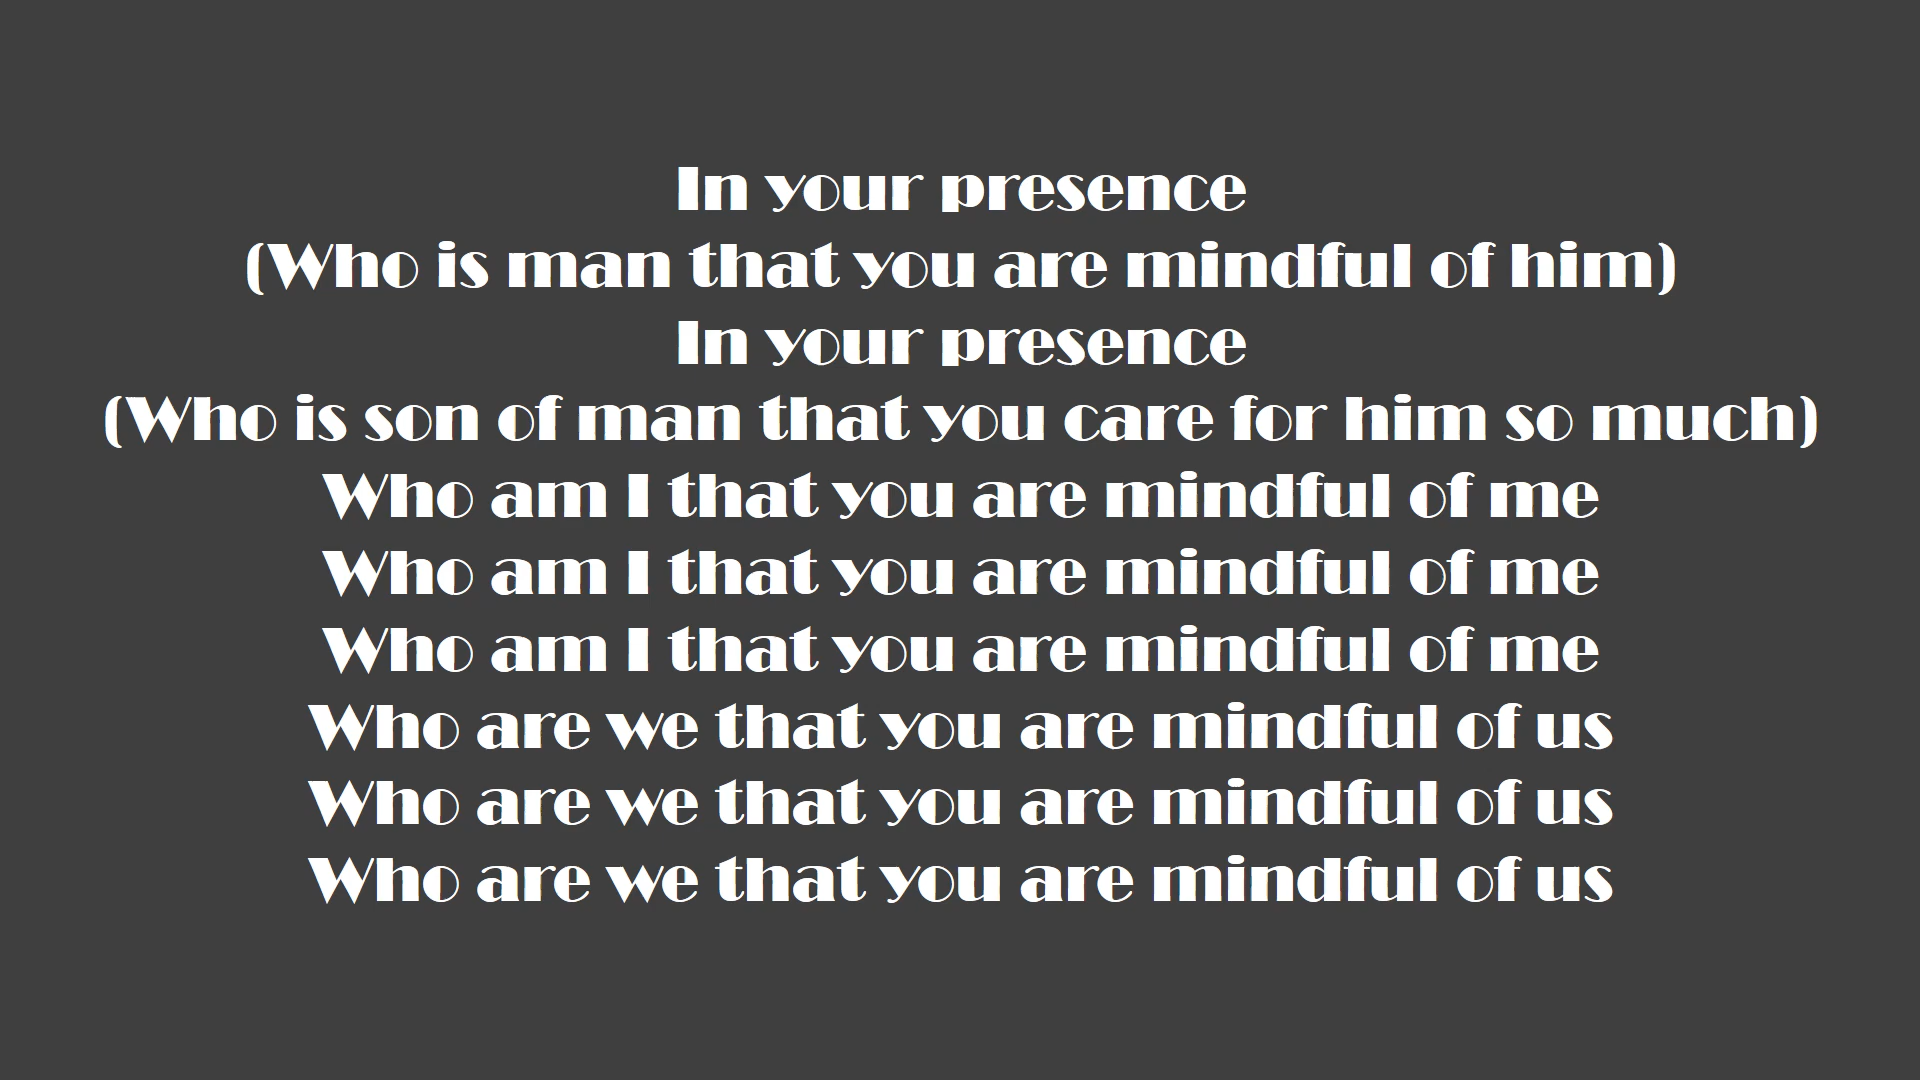 In your presence
(Who is man that you are mindful of him)
In your presence
(Who is son of man that you care for him so much)
Who am I that you are mindful of me
Who am I that you are mindful of me
Who am I that you are mindful of me
Who are we that you are mindful of us
Who are we that you are mindful of us
Who are we that you are mindful of us